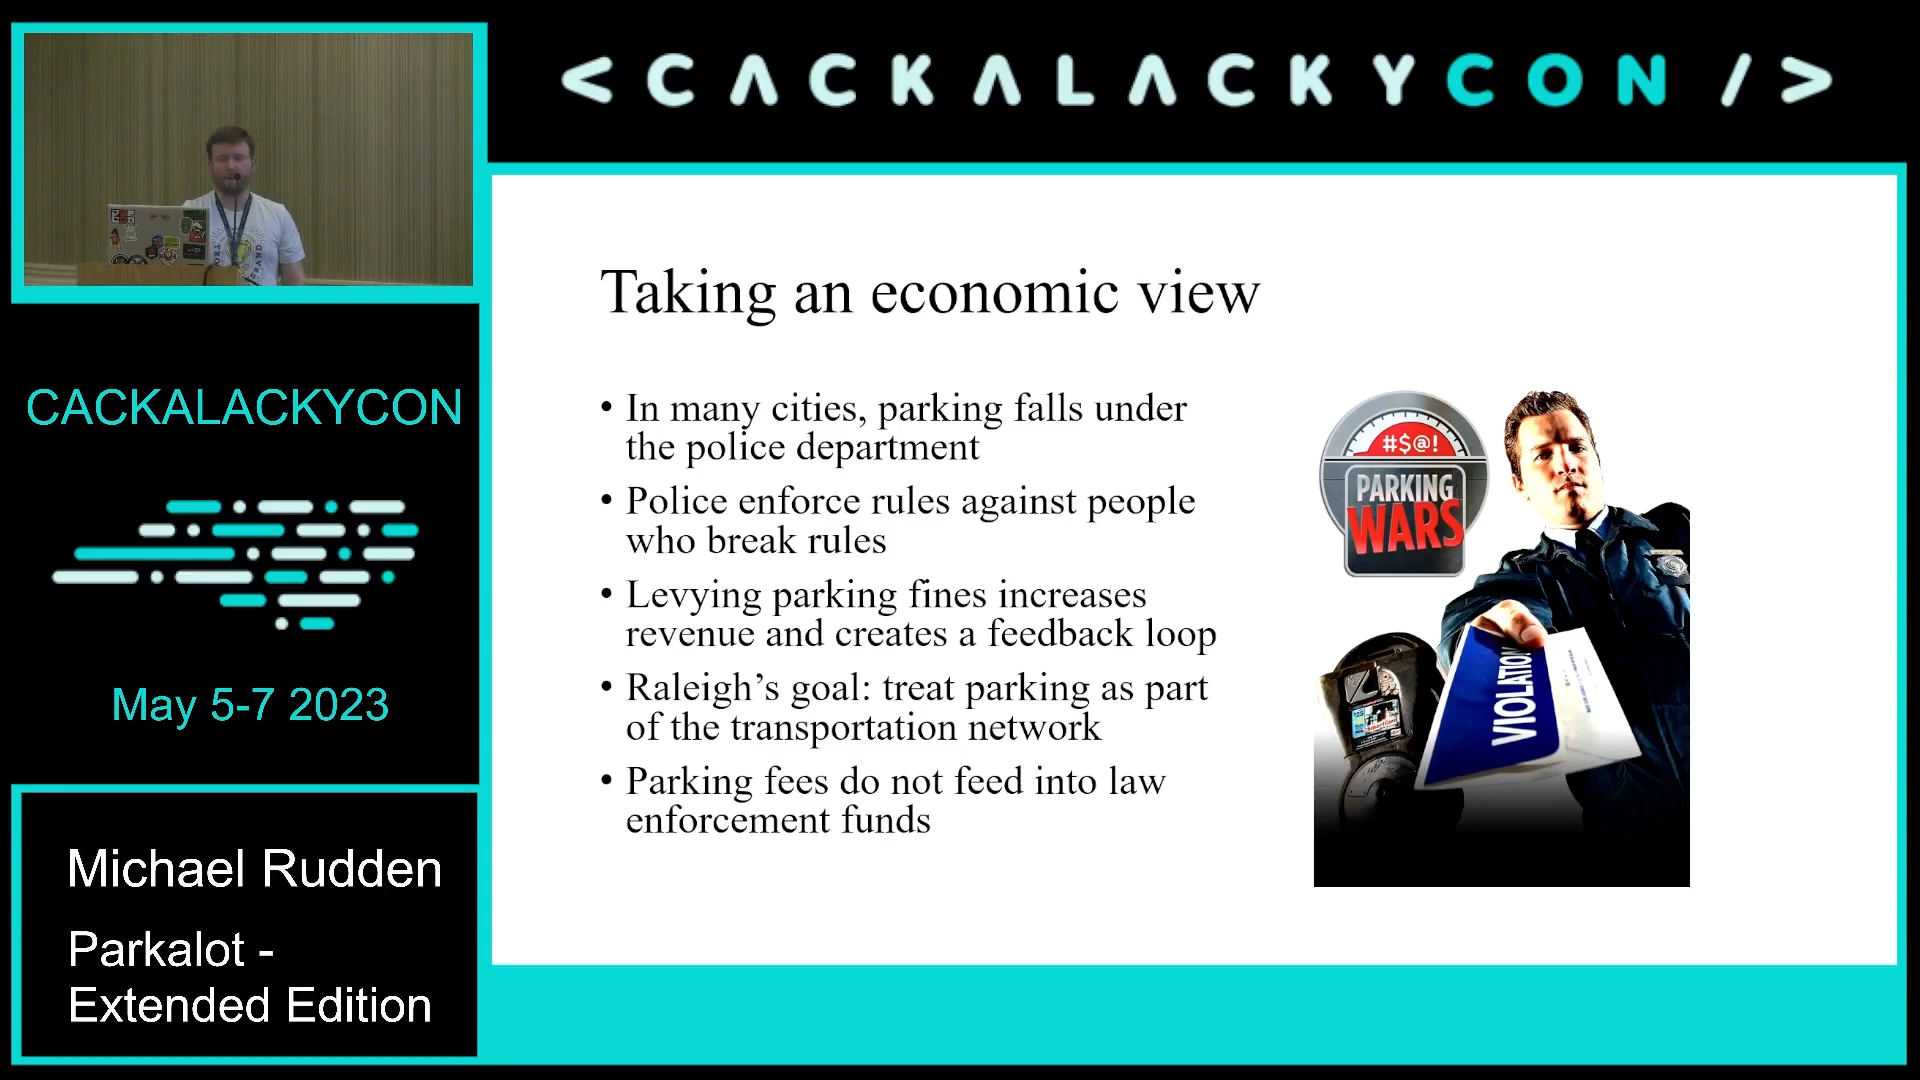 <CACKALACKYCON/>
CACKALACKYCON
May 5-7 2023
Michael Rudden
Parkalot -
Extended Edition
Taking an economic view
• In many cities, parking falls under
the police department
• Police enforce rules against people
who break rules
• Levying parking fines increases
revenue and creates a feedback loop
• Raleigh’s goal: treat parking as part
of the transportation network
• Parking fees do not feed into law
enforcement funds
#$@!
PARKING
WARS
VIOLATION